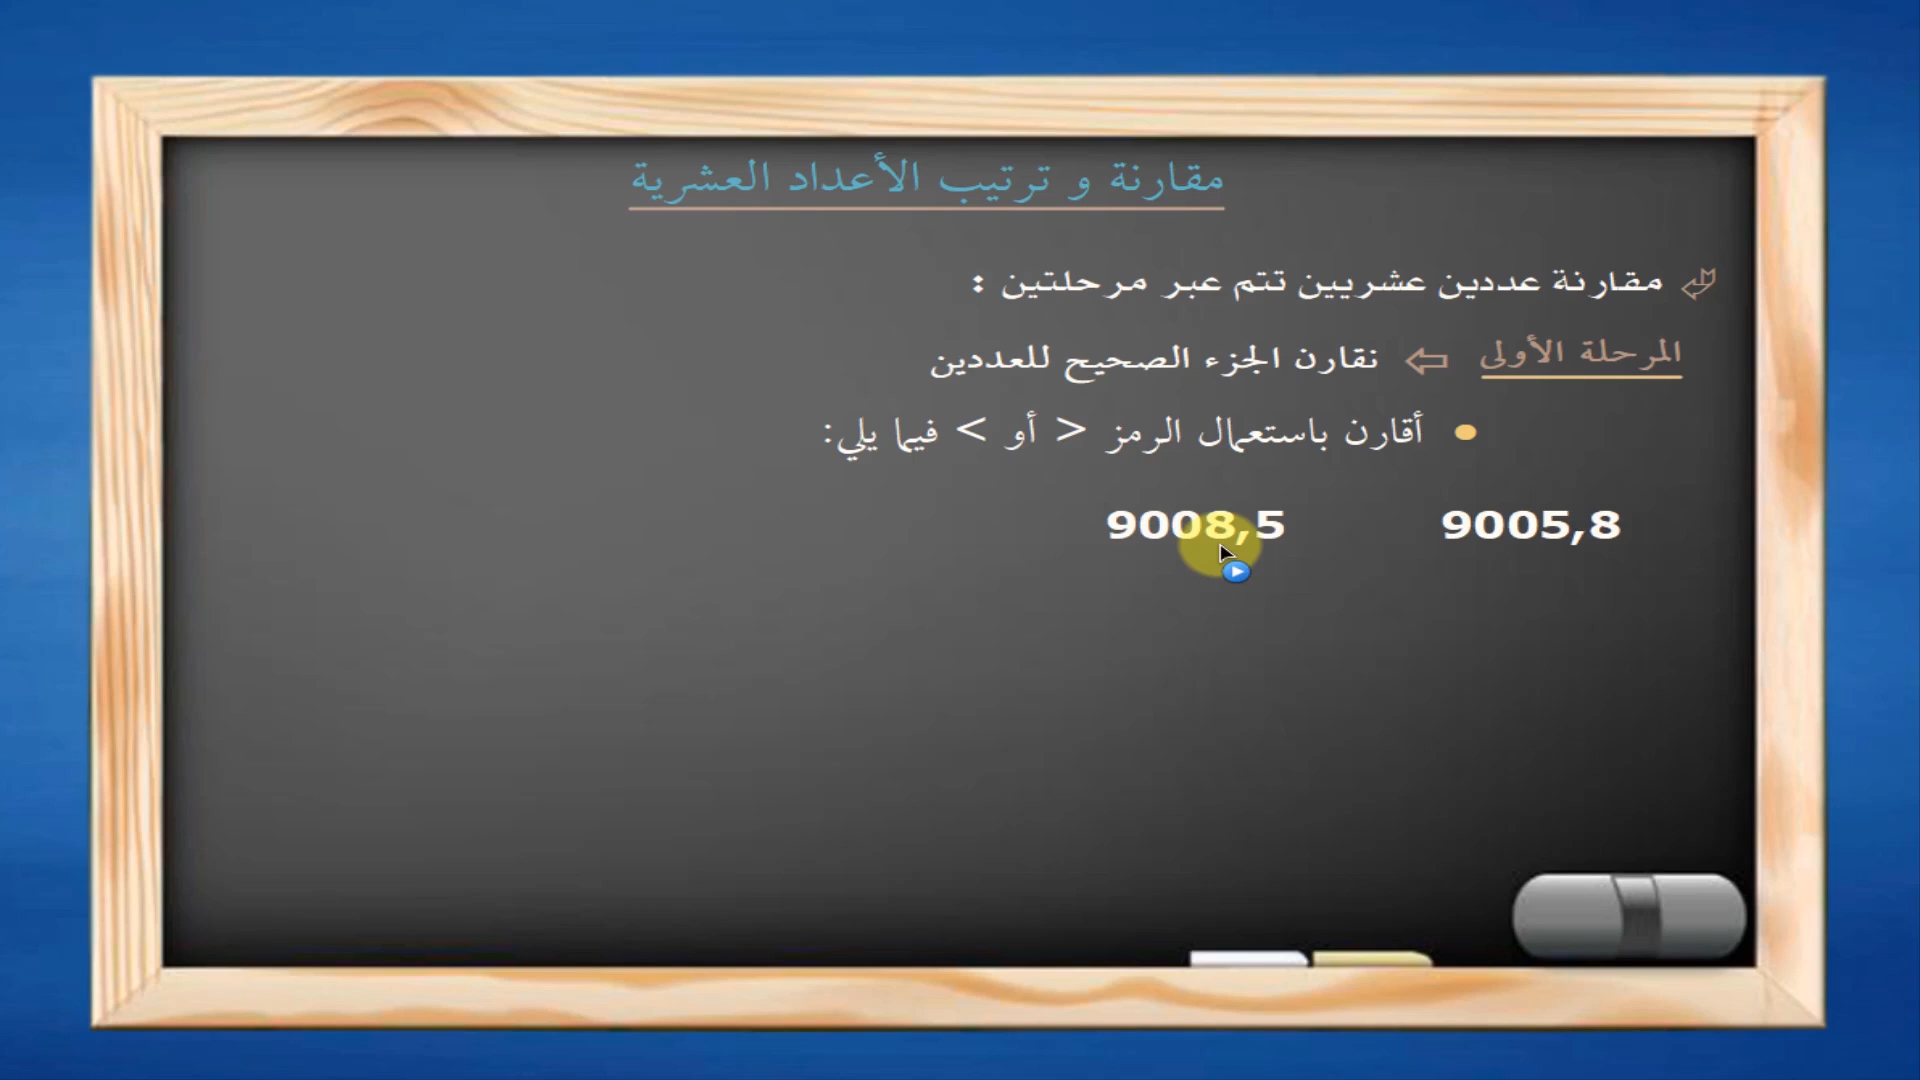 مقارنة و ترتيب الأعداد العشرية
مقارنة عددين عشريين تتم عبر مرحلتين :
المرحلة الأولى ⇦ نقارن الجزء الصحيح للعددين
• أقارن باستعمال الرمز > أو < فيما يلي:
9008,5 9005,8